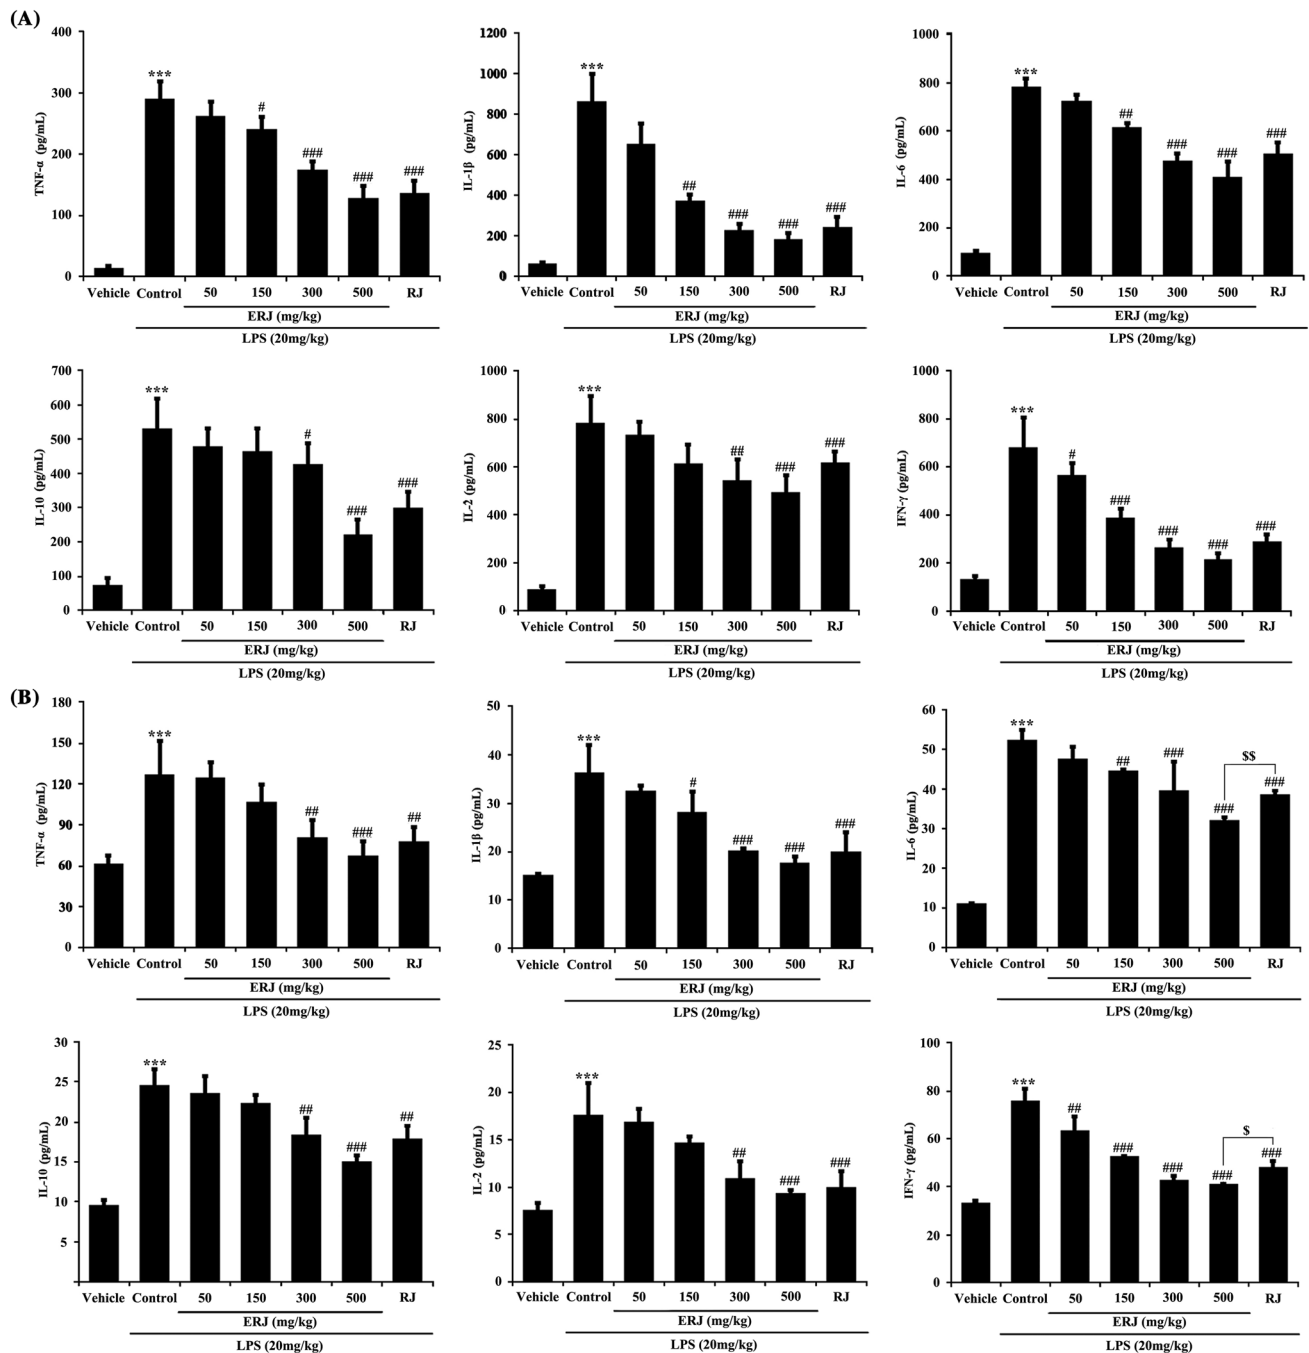 (A)
TNF-α (pg/mL)
400
300
200
100
0
***
#
###
###
###
Vehicle Control 50 150 300 500 RJ
ERJ (mg/kg)
LPS (20mg/kg)
IL-1β (pg/mL)
1200
1000
800
600
400
200
0
***
##
###
###
###
Vehicle Control 50 150 300 500 RJ
ERJ (mg/kg)
LPS (20mg/kg)
IL-6 (pg/mL)
1000
800
600
400
200
0
***
##
###
###
###
Vehicle Control 50 150 300 500 RJ
ERJ (mg/kg)
LPS (20mg/kg)
IL-10 (pg/mL)
700
600
500
400
300
200
100
0
***
#
###
###
Vehicle Control 50 150 300 500 RJ
ERJ (mg/kg)
LPS (20mg/kg)
IL-2 (pg/mL)
1000
800
600
400
200
0
***
##
###
###
Vehicle Control 50 150 300 500 RJ
ERJ (mg/kg)
LPS (20mg/kg)
IFN-γ (pg/mL)
1000
800
600
400
200
0
***
#
###
###
###
###
Vehicle Control 50 150 300 500 RJ
ERJ (mg/kg)
LPS (20mg/kg)
(B)
TNF-α (pg/mL)
180
150
120
90
60
30
0
***
##
###
##
Vehicle Control 50 150 300 500 RJ
ERJ (mg/kg)
LPS (20mg/kg)
IL-1β (pg/mL)
50
40
30
20
10
0
***
#
###
###
###
Vehicle Control 50 150 300 500 RJ
ERJ (mg/kg)
LPS (20mg/kg)
IL-6 (pg/mL)
60
50
40
30
20
10
0
***
##
###
###
$$
###
Vehicle Control 50 150 300 500 RJ
ERJ (mg/kg)
LPS (20mg/kg)
IL-10 (pg/mL)
30
25
20
15
10
5
***
##
###
##
Vehicle Control 50 150 300 500 RJ
ERJ (mg/kg)
LPS (20mg/kg)
IL-2 (pg/mL)
25
20
15
10
5
0
***
##
###
###
Vehicle Control 50 150 300 500 RJ
ERJ (mg/kg)
LPS (20mg/kg)
IFN-γ (pg/mL)
100
80
60
40
20
0
***
##
###
###
###
$
###
Vehicle Control 50 150 300 500 RJ
ERJ (mg/kg)
LPS (20mg/kg)